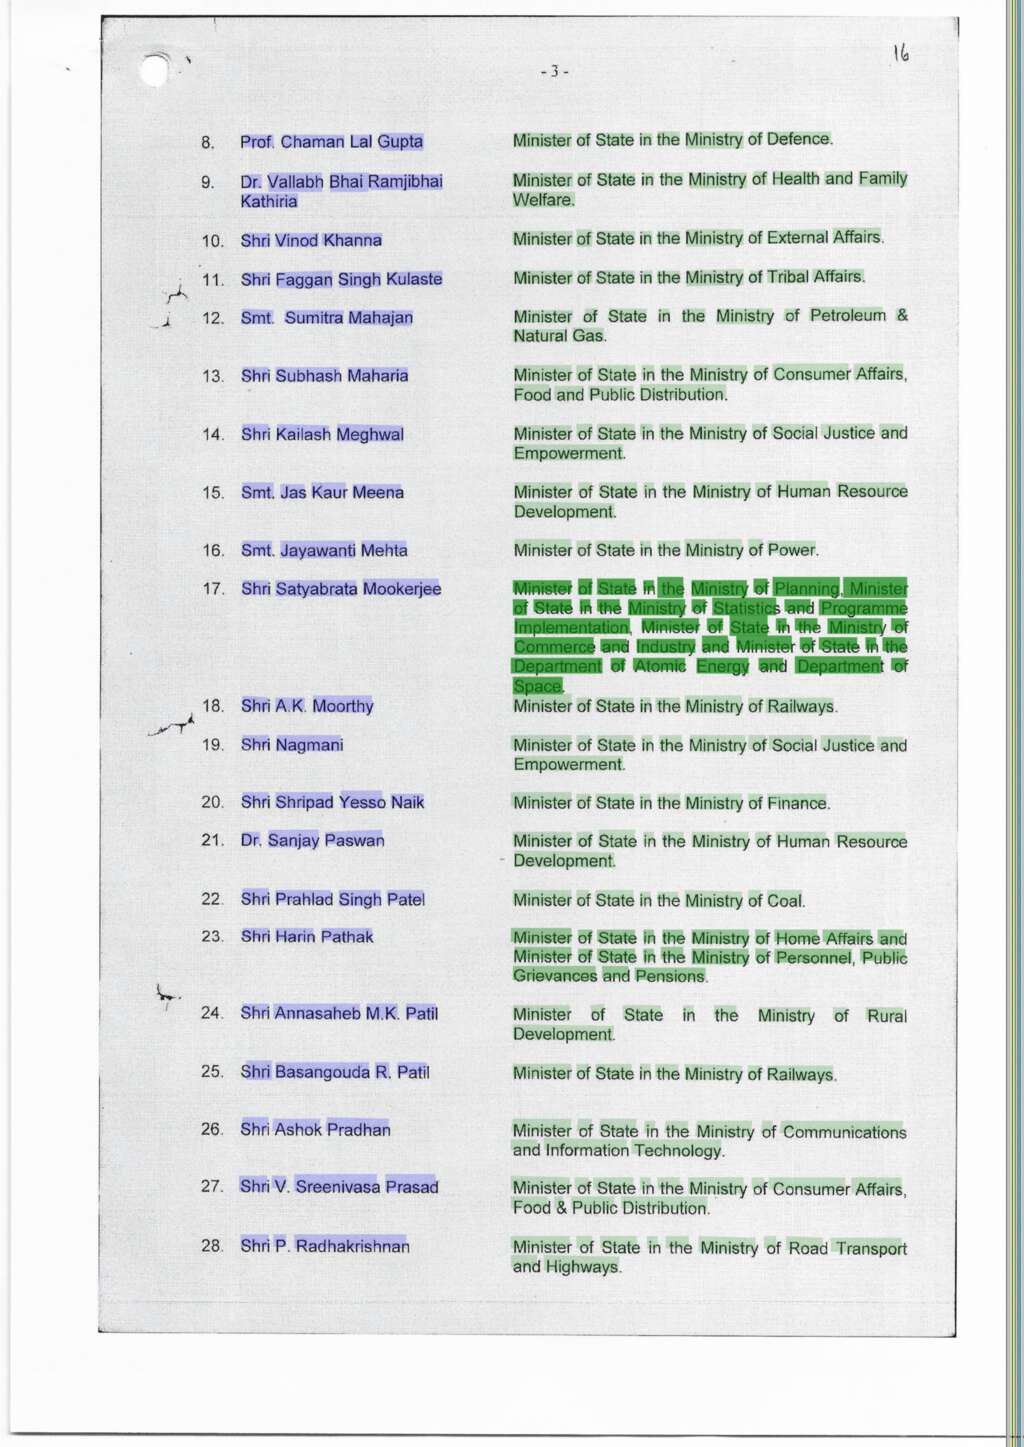 16
- 3 -
8. Prof. Chaman Lal Gupta Minister of State in the Ministry of Defence.
9. Dr. Vallabh Bhai Ramjibhai Minister of State in the Ministry of Health and Family
Kathiria Welfare.
10. Shri Vinod Khanna Minister of State in the Ministry of External Affairs.
11. Shri Faggan Singh Kulaste Minister of State in the Ministry of Tribal Affairs.
12. Smt. Sumitra Mahajan Minister of State in the Ministry of Petroleum &
Natural Gas.
13. Shri Subhash Maharia Minister of State in the Ministry of Consumer Affairs,
Food and Public Distribution.
14. Shri Kailash Meghwal Minister of State in the Ministry of Social Justice and
Empowerment.
15. Smt. Jas Kaur Meena Minister of State in the Ministry of Human Resource
Development.
16. Smt. Jayawanti Mehta Minister of State in the Ministry of Power.
17. Shri Satyabrata Mookerjee Minister of State in the Ministry of Planning, Minister
of State in the Ministry of Statistics and Programme
Implementation, Minister of State in the Ministry of
Commerce and Industry and Minister of State in the
Department of Atomic Energy and Department of
Space.
18. Shri A.K. Moorthy Minister of State in the Ministry of Railways.
19. Shri Nagmani Minister of State in the Ministry of Social Justice and
Empowerment.
20. Shri Shripad Yesso Naik Minister of State in the Ministry of Finance.
21. Dr. Sanjay Paswan Minister of State in the Ministry of Human Resource
Development.
22. Shri Prahlad Singh Patel Minister of State in the Ministry of Coal.
23. Shri Harin Pathak Minister of State in the Ministry of Home Affairs and
Minister of State in the Ministry of Personnel, Public
Grievances and Pensions.
24. Shri Annasaheb M.K. Patil Minister of State in the Ministry of Rural
Development.
25. Shri Basangouda R. Patil Minister of State in the Ministry of Railways.
26. Shri Ashok Pradhan Minister of State in the Ministry of Communications
and Information Technology.
27. Shri V. Sreenivasa Prasad Minister of State in the Ministry of Consumer Affairs,
Food & Public Distribution.
28. Shri P. Radhakrishnan Minister of State in the Ministry of Road Transport
and Highways.